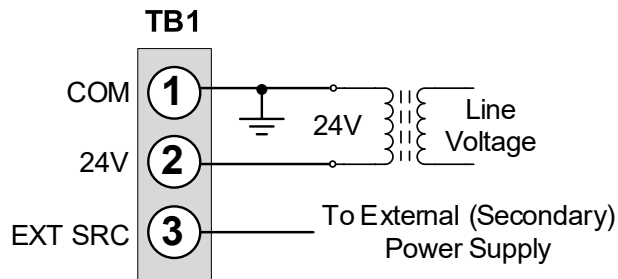 TB1
COM 1
24V 2
24V
Line
Voltage
EXT SRC 3
To External (Secondary)
Power Supply